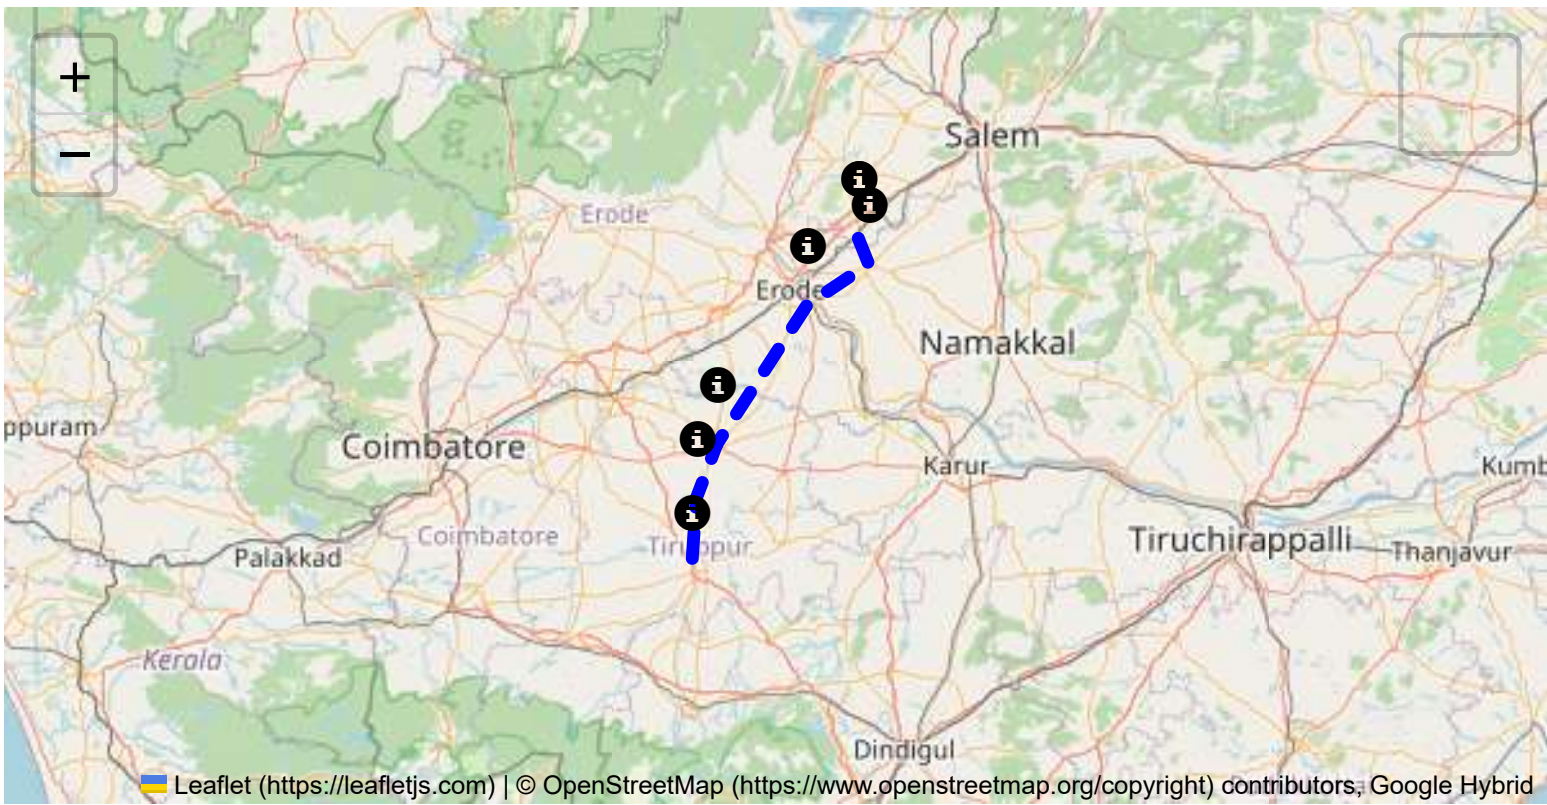 +
−
Salem
i
Erode
i
i
Erode
Namakkal
i
ppuram
i
Coimbatore
Karur
Kumb
i
Coimbatore
Tiruppur
Tiruchirappalli
Palakkad
Thanjavur
Kerala
Dindigul
Leaflet (https://leafletjs.com) | © OpenStreetMap (https://www.openstreetmap.org/copyright) contributors, Google Hybrid